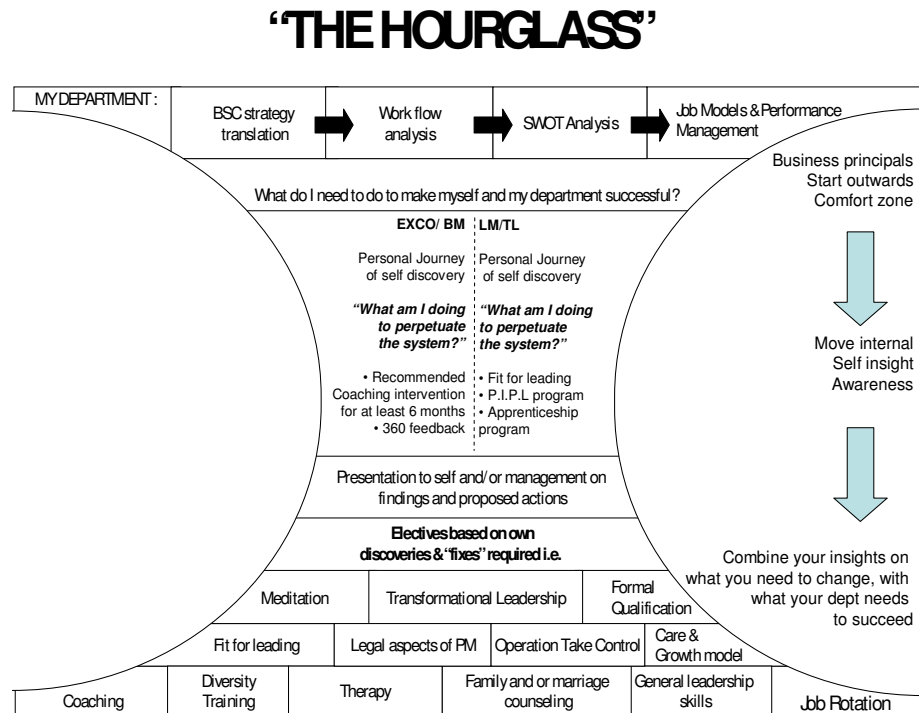 “THE HOURGLASS”
MY DEPARTMENT :
BSC strategy
translation
Work flow
analysis
SWOT Analysis
Job Models & Performance
Management
What do I need to do to make myself and my department successful?
Business principals
Start outwards
Comfort zone
EXCO/ BM
Personal Journey
of self discovery
“What am I doing
to perpetuate
the system?”
• Recommended
Coaching intervention
for at least 6 months
• 360 feedback
LM/TL
Personal Journey
of self discovery
“What am I doing
to perpetuate
the system?”
• Fit for leading
• P.I.P.L program
• Apprenticeship
program
Move internal
Self insight
Awareness
Presentation to self and/or management on
findings and proposed actions
Electives based on own
discoveries & “fixes” required i.e.
Combine your insights on
what you need to change, with
what your dept needs
to succeed
Meditation
Transformational Leadership
Formal
Qualification
Fit for leading
Legal aspects of PM
Operation Take Control
Care &
Growth model
Coaching
Diversity
Training
Therapy
Family and or marriage
counseling
General leadership
skills
Job Rotation